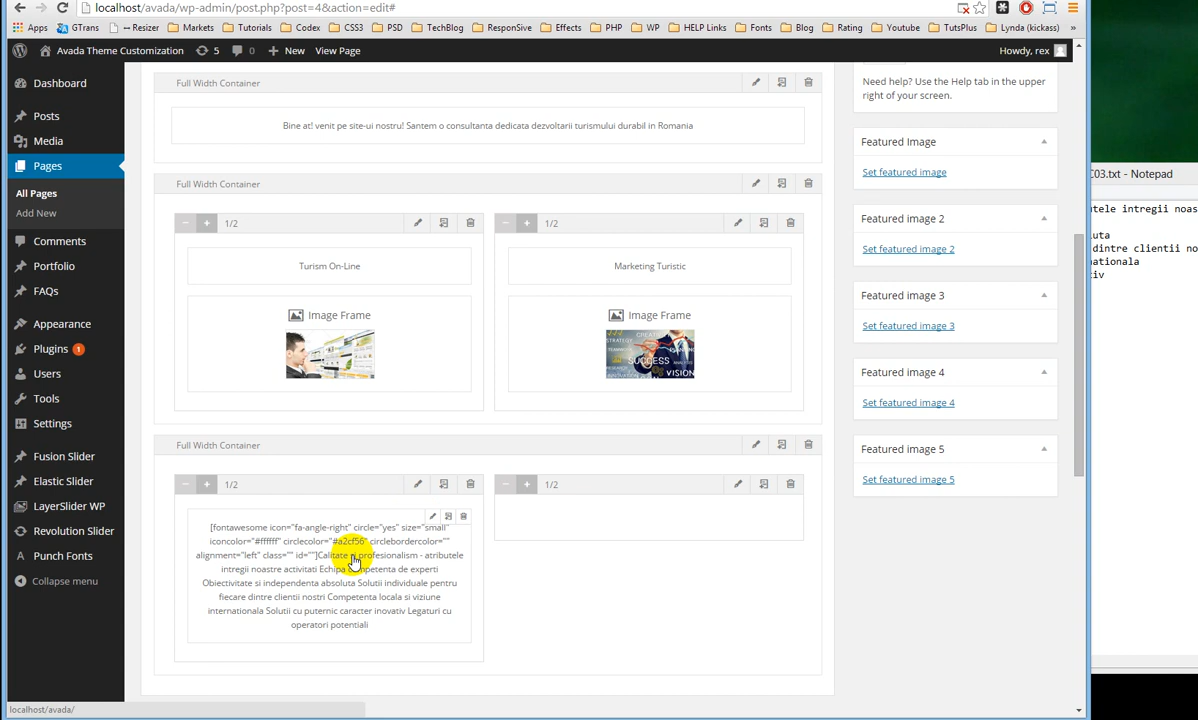 localhost/avada/wp-admin/post.php?post=4&action=edit#
Apps GTrans ↔ Resizer Markets Tutorials Codex CSS3 PSD TechBlog ResponSive Effects PHP WP HELP Links Fonts Blog Rating Youtube TutsPlus Lynda (kickass) »
Avada Theme Customization 5 0 New View Page Howdy, rex
Dashboard
Posts
Media
Pages
All Pages
Add New
Comments
Portfolio
FAQs
Appearance
Plugins 1
Users
Tools
Settings
Fusion Slider
Elastic Slider
LayerSlider WP
Revolution Slider
Punch Fonts
Collapse menu
Full Width Container
Bine at! venit pe site-ui nostru! Santem o consultanta dedicata dezvoltarii turismului durabil in Romania
Full Width Container
1/2
Turism On-Line
Image Frame
1/2
Marketing Turistic
Image Frame
SUCCESS
VISION
Full Width Container
1/2
[fontawesome icon="fa-angle-right" circle="yes" size="small"
iconcolor="#ffffff" circlecolor="#a2cf56" circlebordercolor=""
alignment="left" class="" id=""]Calitate si profesionalism - atributele
intregii noastre activitati Echipa competenta de experti
Obiectivitate si independenta absoluta Solutii individuale pentru
fiecare dintre clientii nostri Competenta locala si viziune
internationala Solutii cu puternic caracter inovativ Legaturi cu
operatori potentiali
1/2
Need help? Use the Help tab in the upper
right of your screen.
Featured Image
Set featured image
Featured image 2
Set featured image 2
Featured image 3
Set featured image 3
Featured image 4
Set featured image 4
Featured image 5
Set featured image 5
C03.txt - Notepad
utele intregii noas
uta
dintre clientii no
nationala
iv
localhost/avada/